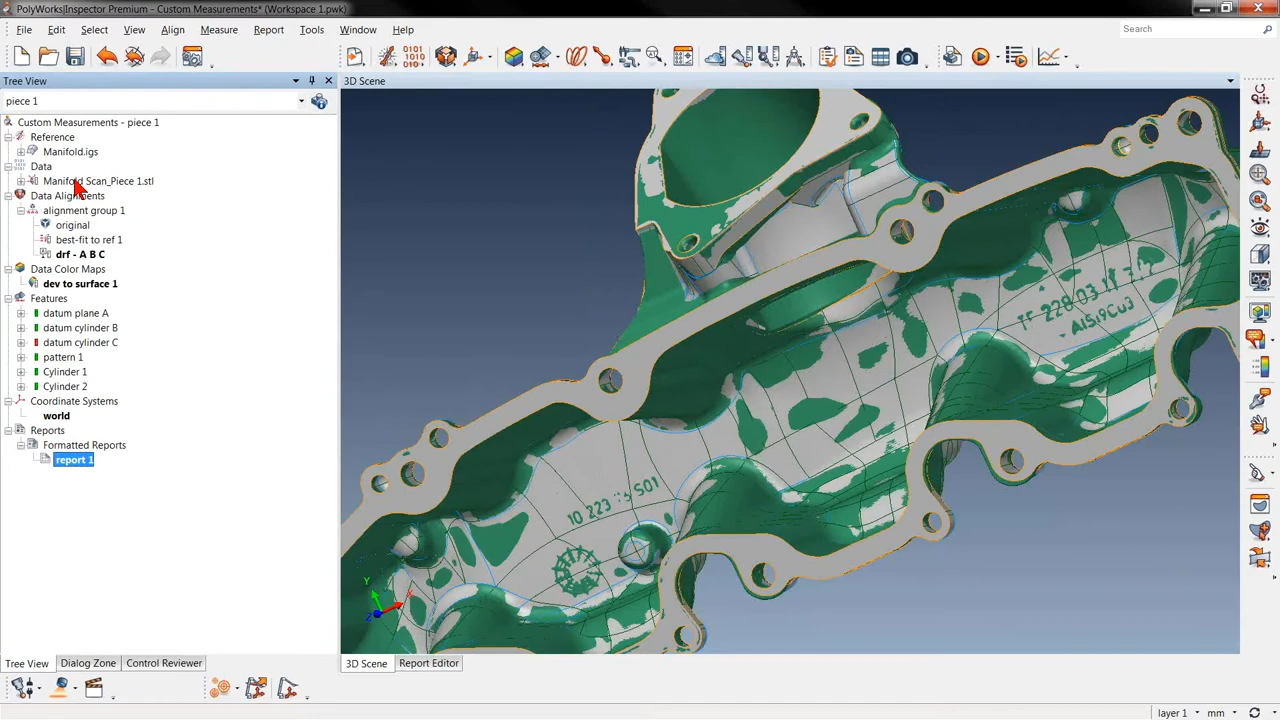 PolyWorks|Inspector Premium - Custom Measurements* (Workspace 1.pwk)
File Edit Select View Align Measure Report Tools Window Help
Search
Tree View
3D Scene
piece 1
Custom Measurements - piece 1
Reference
Manifold.igs
Data
Manifold Scan_Piece 1.stl
Data Alignments
alignment group 1
original
best-fit to ref 1
drf - A B C
Data Color Maps
dev to surface 1
Features
datum plane A
datum cylinder B
datum cylinder C
pattern 1
Cylinder 1
Cylinder 2
Coordinate Systems
world
Reports
Formatted Reports
report 1
AlSi9Cu3
Y
X
Z
Tree View Dialog Zone Control Reviewer
3D Scene Report Editor
layer 1 mm